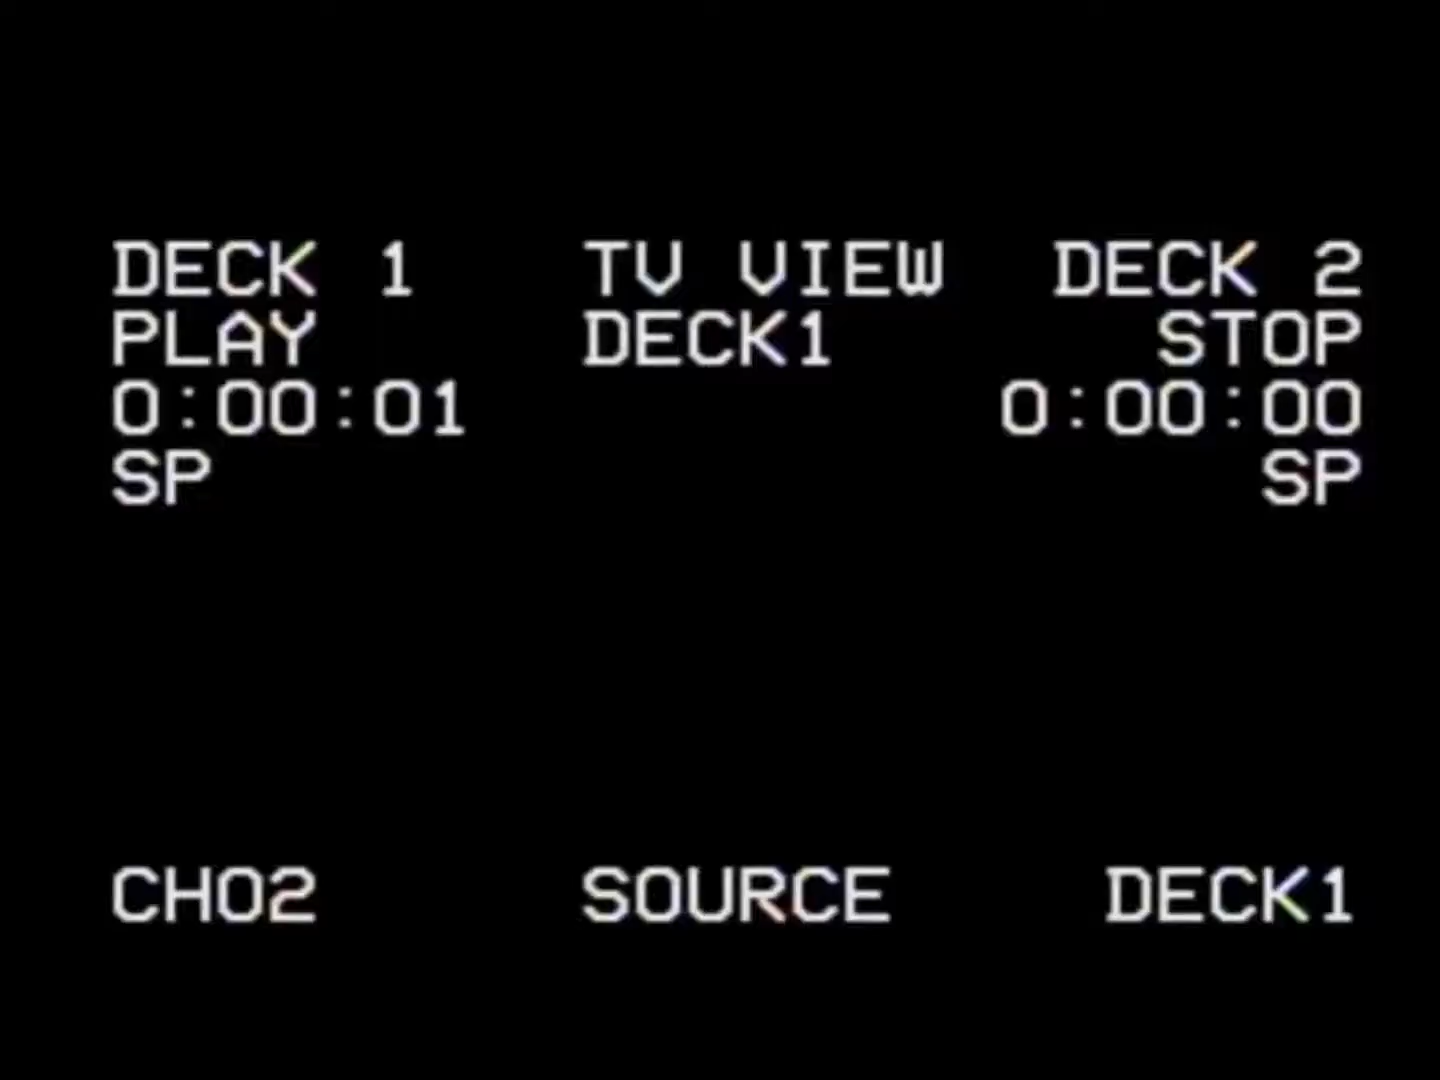 DECK 1 TV VIEW DECK 2
PLAY DECK1 STOP
0:00:01 0:00:00
SP SP
CH02 SOURCE DECK1